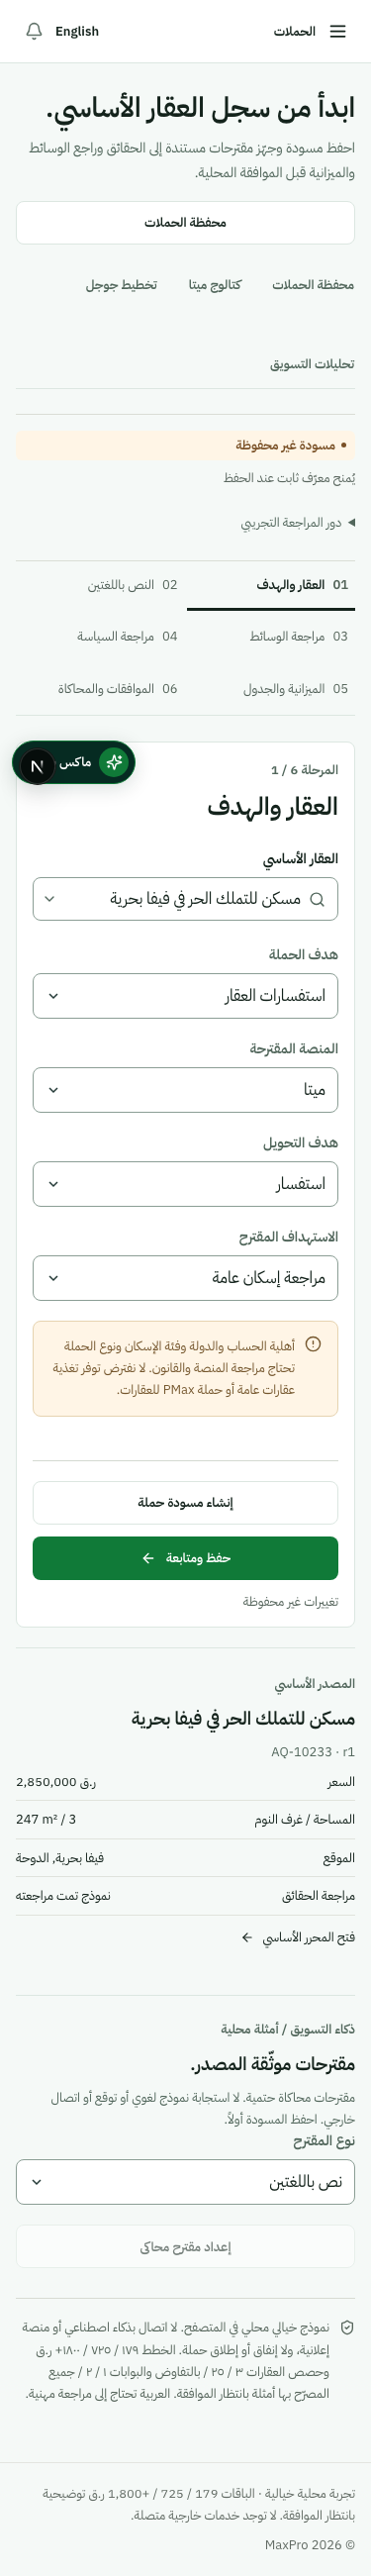 الحملات
English
ابدأ من سجل العقار الأساسي.
احفظ مسودة وجهّز مقترحات مستندة إلى الحقائق وراجع الوسائط
والميزانية قبل الموافقة المحلية.
محفظة الحملات
محفظة الحملات
كتالوج ميتا
تخطيط جوجل
تحليلات التسويق
• مسودة غير محفوظة
يُمنح معرّف ثابت عند الحفظ
◀ دور المراجعة التجريبي
01 العقار والهدف
02 النص باللغتين
03 مراجعة الوسائط
04 مراجعة السياسة
05 الميزانية والجدول
06 الموافقات والمحاكاة
ماكس
N
المرحلة 6 / 1
العقار والهدف
العقار الأساسي
مسكن للتملك الحر في فيفا بحرية
هدف الحملة
استفسارات العقار
المنصة المقترحة
ميتا
هدف التحويل
استفسار
الاستهداف المقترح
مراجعة إسكان عامة
أهلية الحساب والدولة وفئة الإسكان ونوع الحملة
تحتاج مراجعة المنصة والقانون. لا نفترض توفر تغذية
عقارات عامة أو حملة PMax للعقارات.
إنشاء مسودة حملة
حفظ ومتابعة ←
تغييرات غير محفوظة
المصدر الأساسي
مسكن للتملك الحر في فيفا بحرية
AQ-10233 · r1
السعر
2,850,000 ر.ق
المساحة / غرف النوم
247 m² / 3
الموقع
فيفا بحرية, الدوحة
مراجعة الحقائق
نموذج تمت مراجعته
فتح المحرر الأساسي ←
ذكاء التسويق / أمثلة محلية
مقترحات موثّقة المصدر.
مقترحات محاكاة حتمية. لا استجابة نموذج لغوي أو توقع أو اتصال
خارجي. احفظ المسودة أولاً.
نوع المقترح
نص باللغتين
إعداد مقترح محاكى
نموذج خيالي محلي في المتصفح. لا اتصال بذكاء اصطناعي أو منصة
إعلانية، ولا إنفاق أو إطلاق حملة. الخطط ١٧٩ / ٧٢٥ / ١٨٠٠+ ر.ق
وحصص العقارات ٣ / ٢٥ / بالتفاوض والبوابات ١ / ٢ / جميع
المصرّح بها أمثلة بانتظار الموافقة. العربية تحتاج إلى مراجعة مهنية.
تجربة محلية خيالية · الباقات 179 / 725 / +1,800 ر.ق توضيحية
بانتظار الموافقة. لا توجد خدمات خارجية متصلة.
© 2026 MaxPro